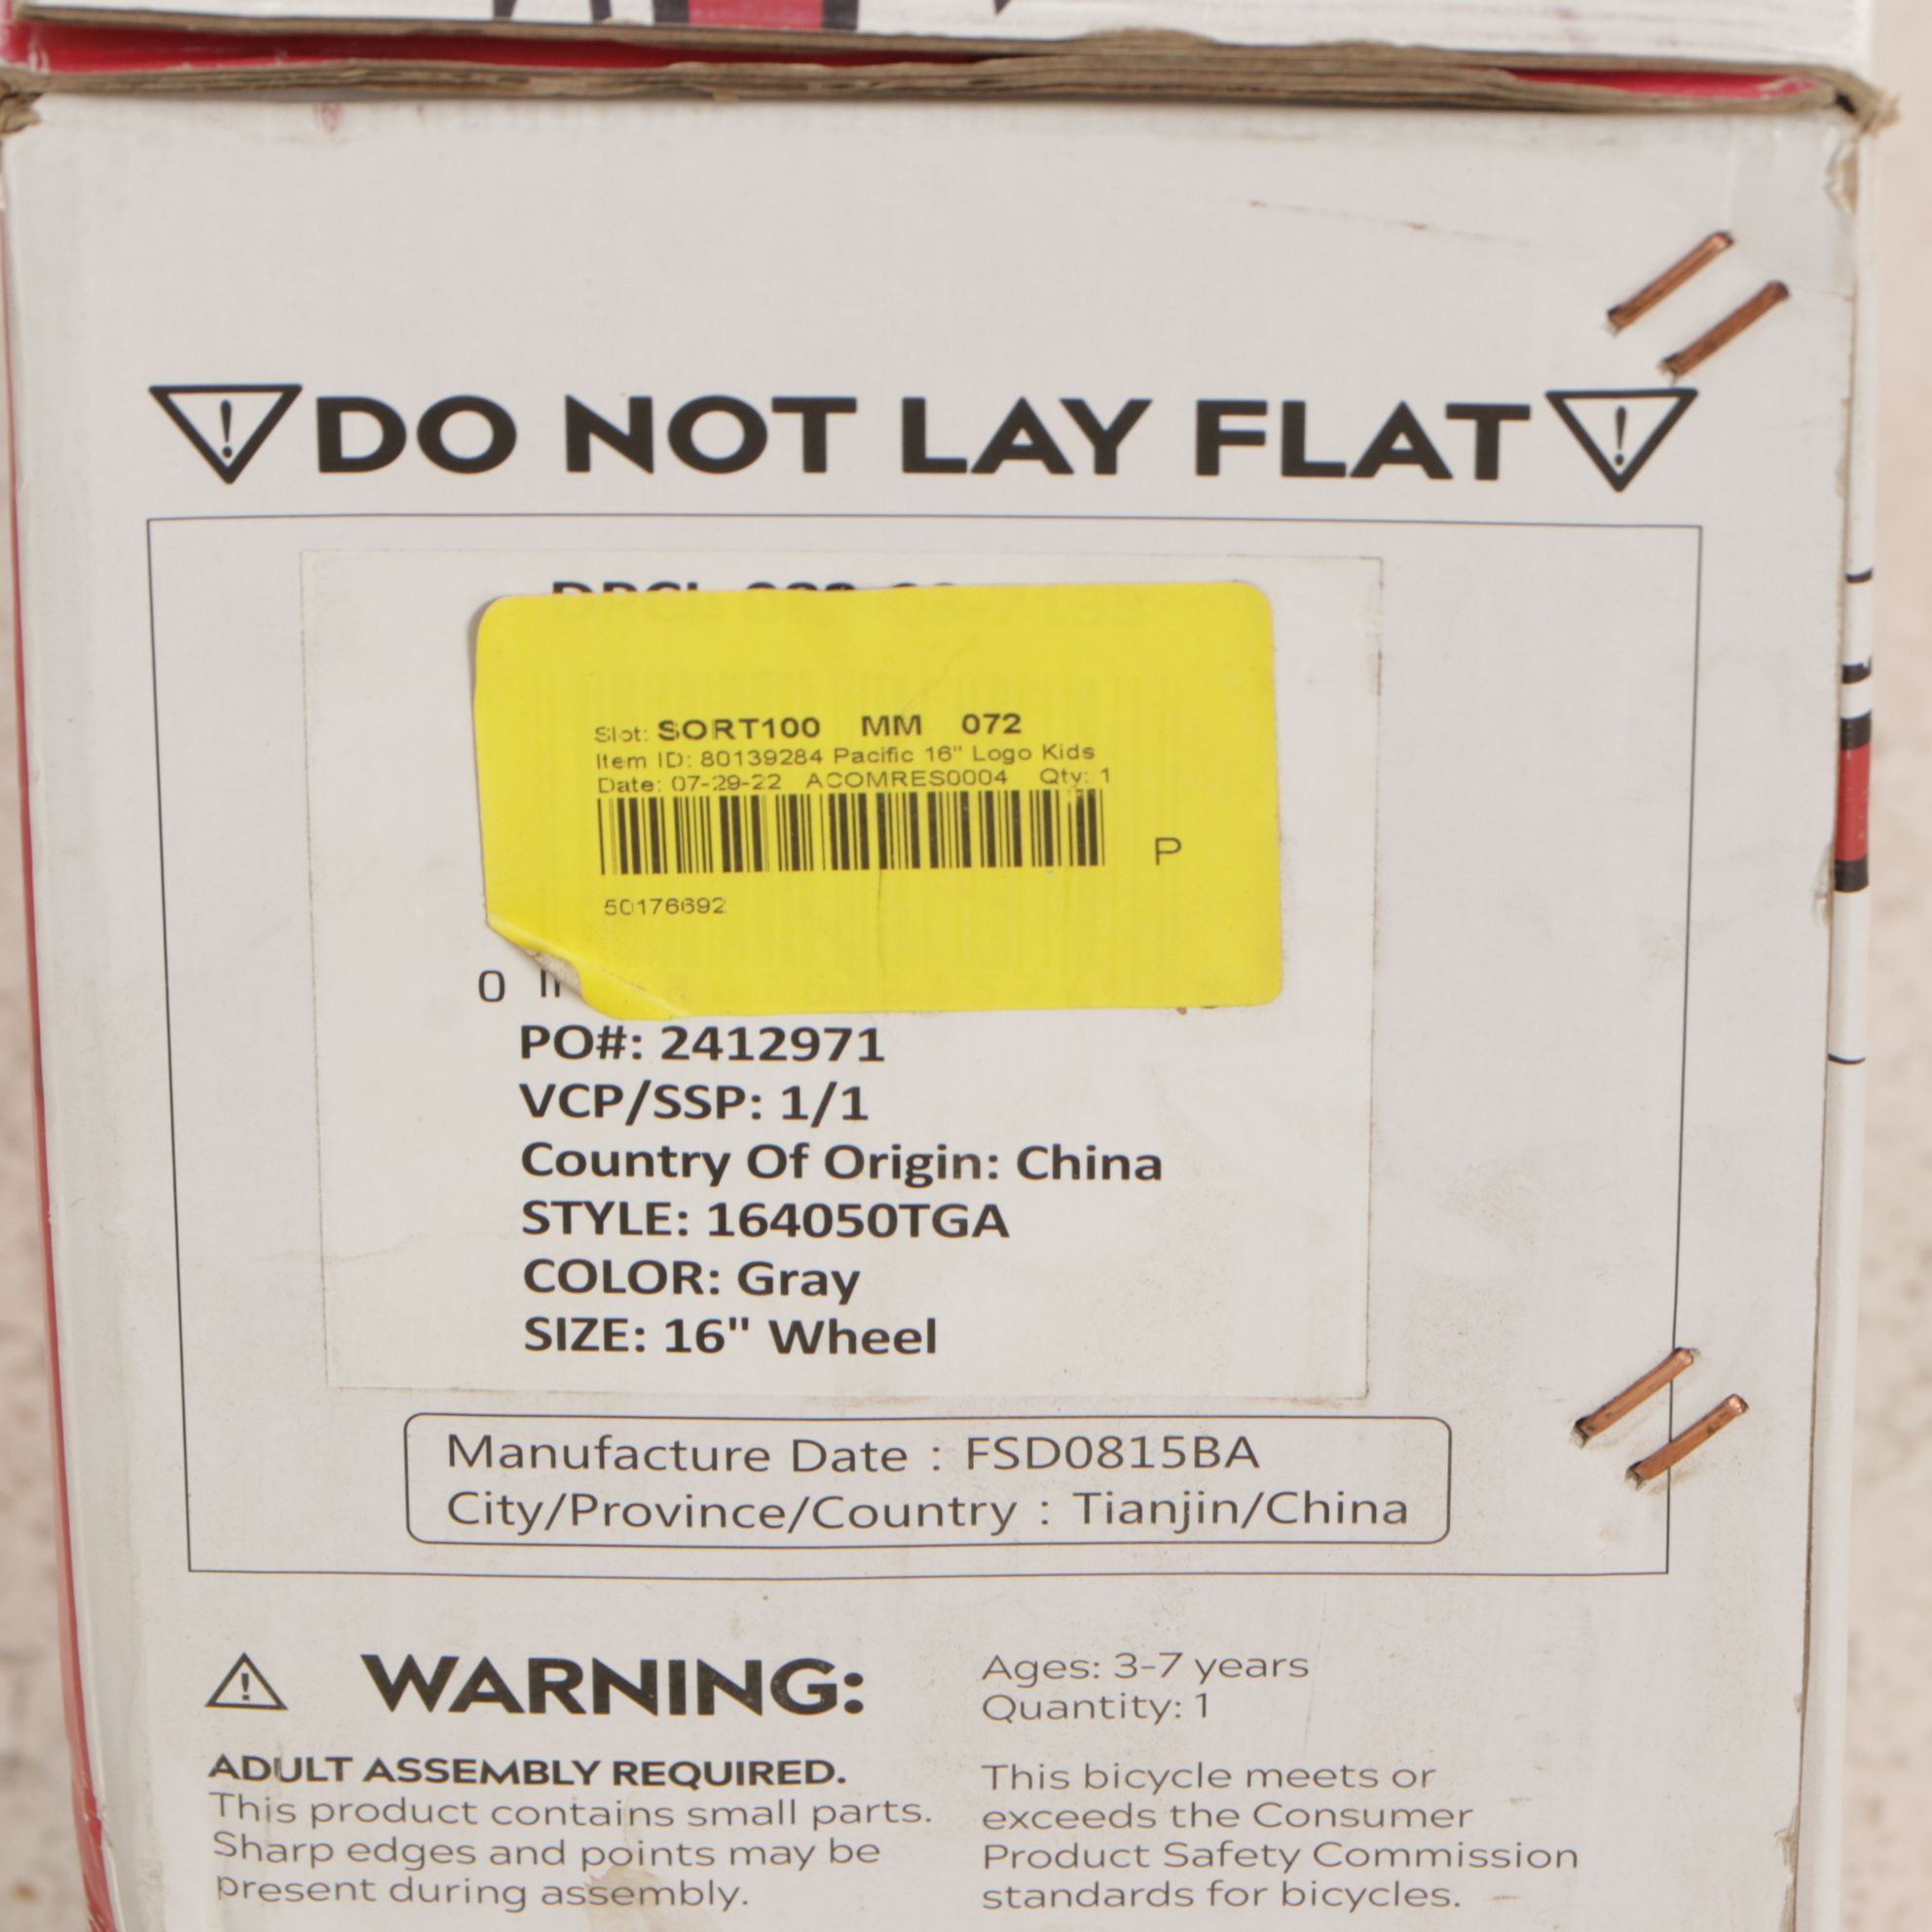 DO NOT LAY FLAT
Slot: SORT100 MM 072
Item ID: 80139284 Pacific 16" Logo Kids
Date: 07-29-22 ACOMRES0004 Qty: 1
P
50176692
0
PO#: 2412971
VCP/SSP: 1/1
Country Of Origin: China
STYLE: 164050TGA
COLOR: Gray
SIZE: 16" Wheel
Manufacture Date : FSD0815BA
City/Province/Country : Tianjin/China
WARNING:
ADULT ASSEMBLY REQUIRED.
This product contains small parts.
Sharp edges and points may be
present during assembly.
Ages: 3-7 years
Quantity: 1
This bicycle meets or
exceeds the Consumer
Product Safety Commission
standards for bicycles.